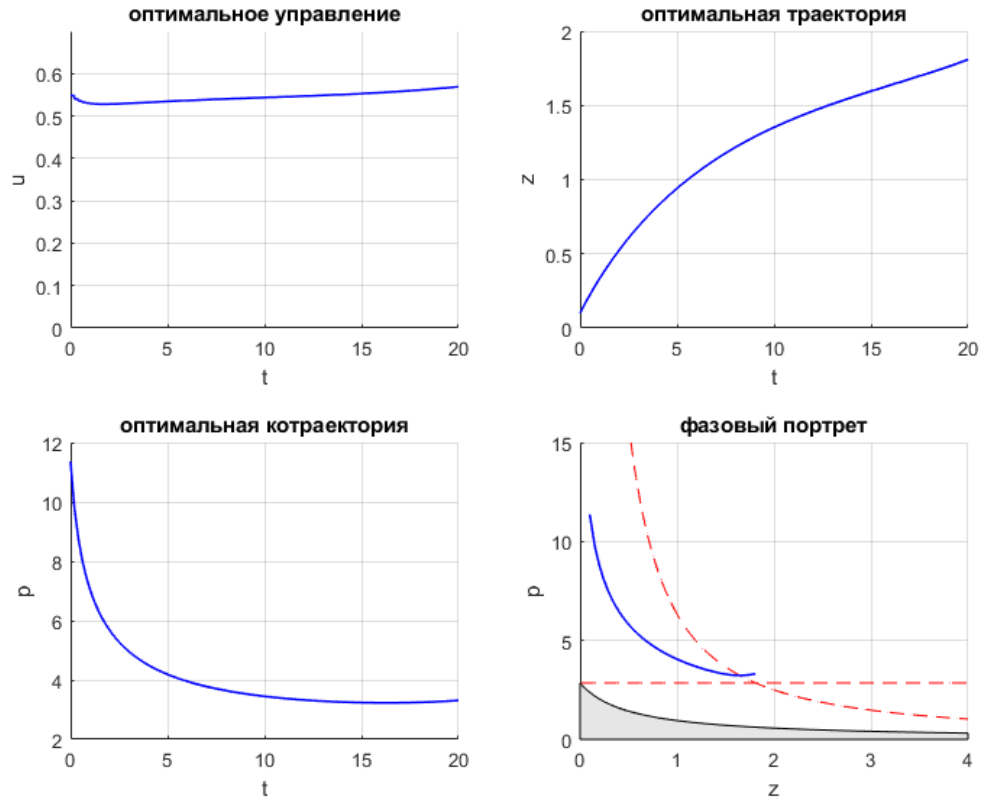 оптимальное управление
0.6
0.5
0.4
0.3
0.2
0.1
0
u
0 5 10 15 20
t
оптимальная траектория
2
1.5
1
0.5
0
z
0 5 10 15 20
t
оптимальная котраектория
12
10
8
6
4
2
p
0 5 10 15 20
t
фазовый портрет
15
10
5
0
p
0 1 2 3 4
z